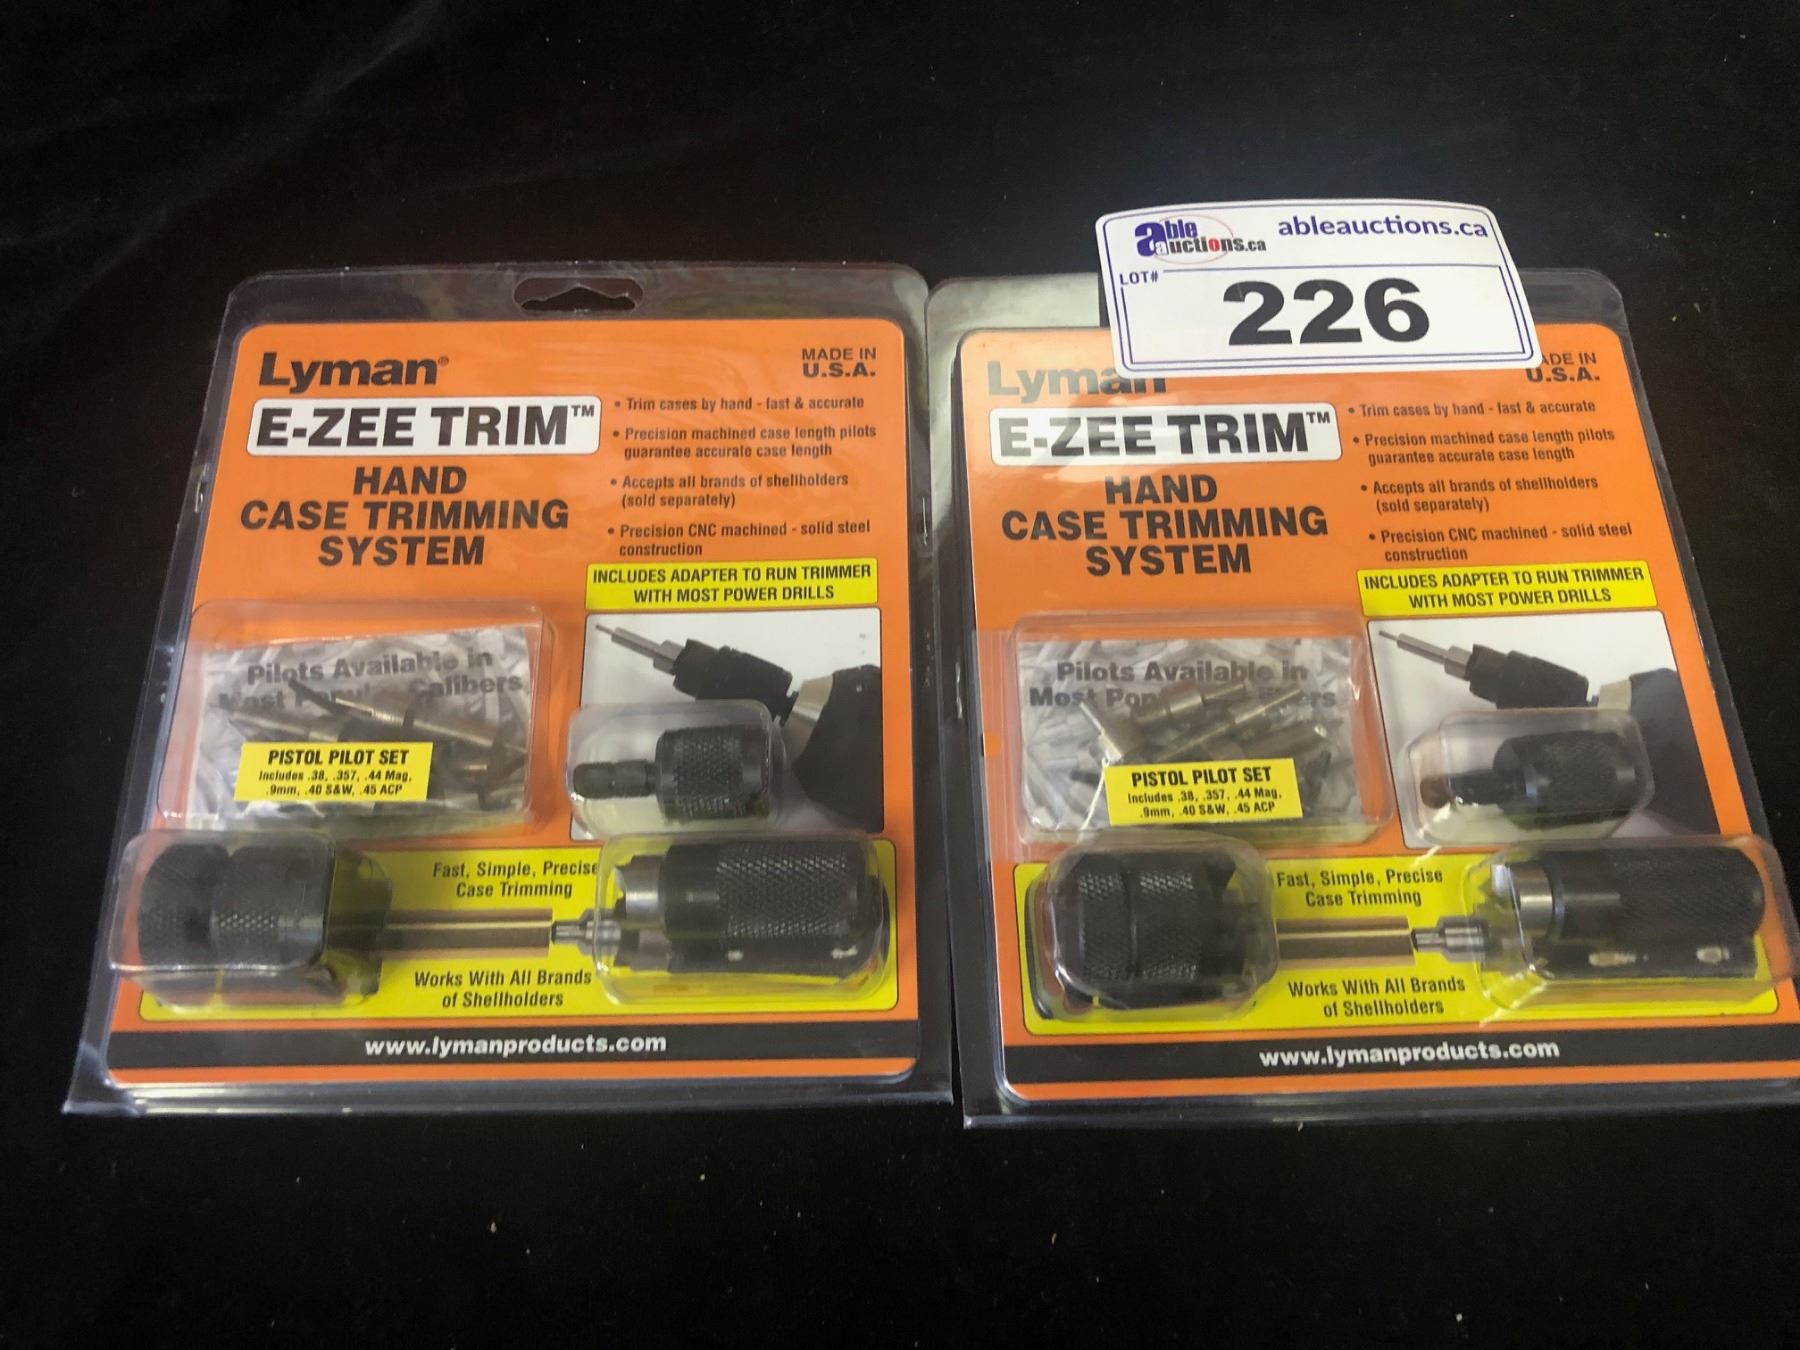 Lyman®
MADE IN
U.S.A.
E-ZEE TRIM™
HAND
CASE TRIMMING
SYSTEM
• Trim cases by hand - fast & accurate
• Precision machined case length pilots
guarantee accurate case length
• Accepts all brands of shellholders
(sold separately)
• Precision CNC machined - solid steel
construction
INCLUDES ADAPTER TO RUN TRIMMER
WITH MOST POWER DRILLS
Pilots Available in
Most Popular Calibers
PISTOL PILOT SET
Includes .38, .357, .44 Mag,
.9mm, .40 S&W, .45 ACP
Fast, Simple, Precise
Case Trimming
Works With All Brands
of Shellholders
www.lymanproducts.com
able auctions.ca
ableauctions.ca
LOT#
226
Lyman
MADE IN
U.S.A.
E-ZEE TRIM™
HAND
CASE TRIMMING
SYSTEM
• Trim cases by hand - fast & accurate
• Precision machined case length pilots
guarantee accurate case length
• Accepts all brands of shellholders
(sold separately)
• Precision CNC machined - solid steel
construction
INCLUDES ADAPTER TO RUN TRIMMER
WITH MOST POWER DRILLS
Pilots Available in
Most
PISTOL PILOT SET
Includes .38, .357, .44 Mag,
.9mm, .40 S&W, .45 ACP
Fast, Simple, Precise
Case Trimming
Works With All Brands
of Shellholders
www.lymanproducts.com